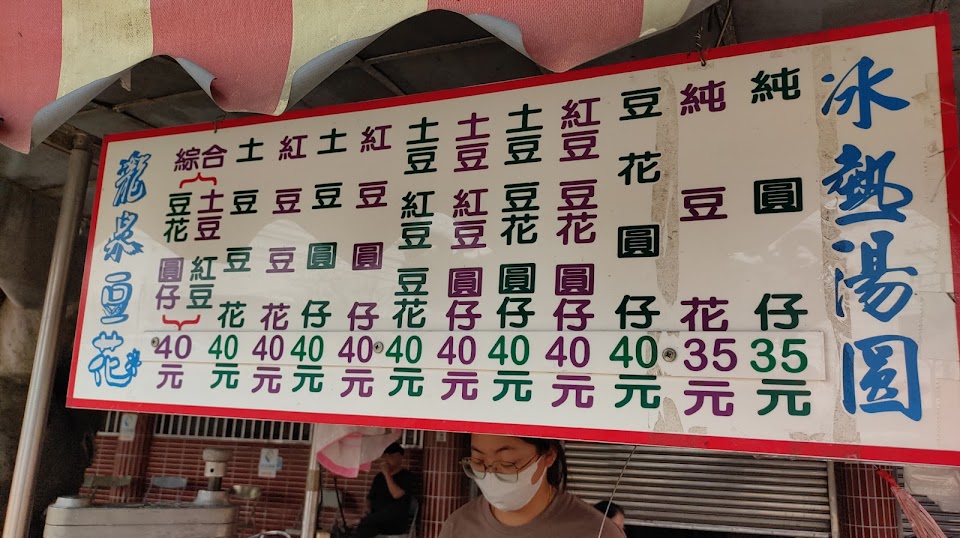 冰熱湯圓
純圓仔35元
純豆花35元
豆花圓仔40元
紅豆豆花圓仔40元
土豆豆花圓仔40元
土豆紅豆圓仔40元
土豆紅豆豆花40元
紅豆圓仔40元
土豆圓仔40元
紅豆豆花40元
土豆豆花40元
綜合
土豆紅豆
豆花圓仔
40元
龍泉豆花